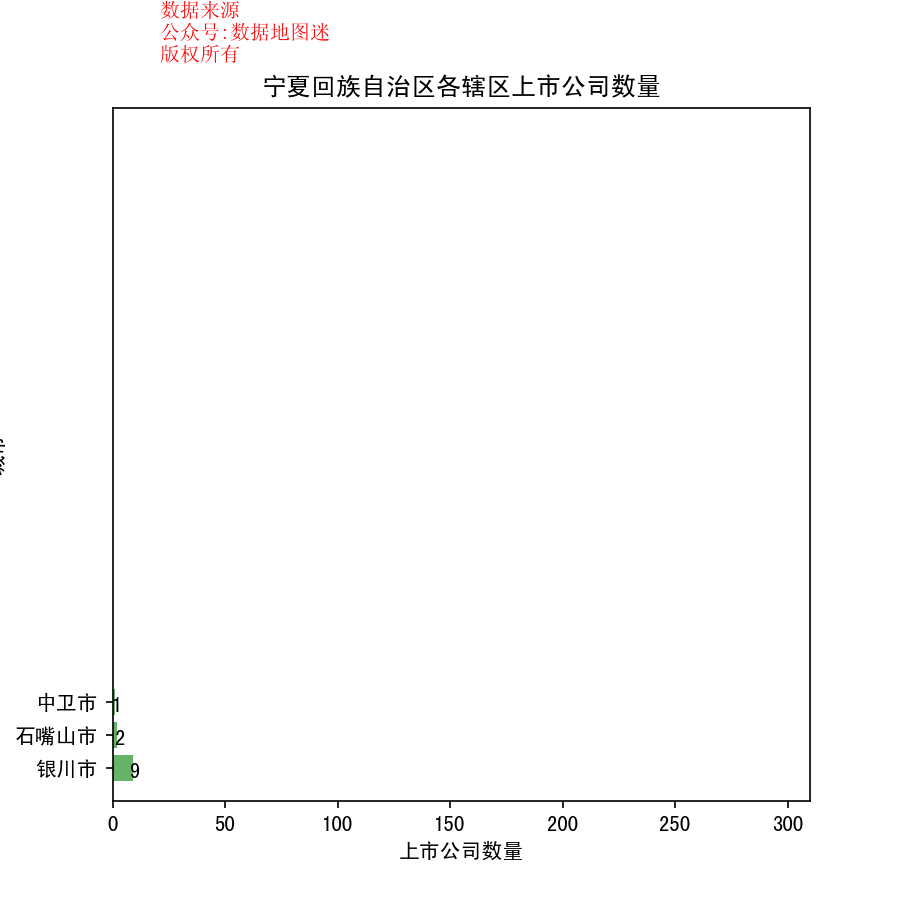 数据来源
公众号:数据地图迷
版权所有
宁夏回族自治区各辖区上市公司数量
中卫市 1
石嘴山市 2
银川市 9
0 50 100 150 200 250 300
上市公司数量